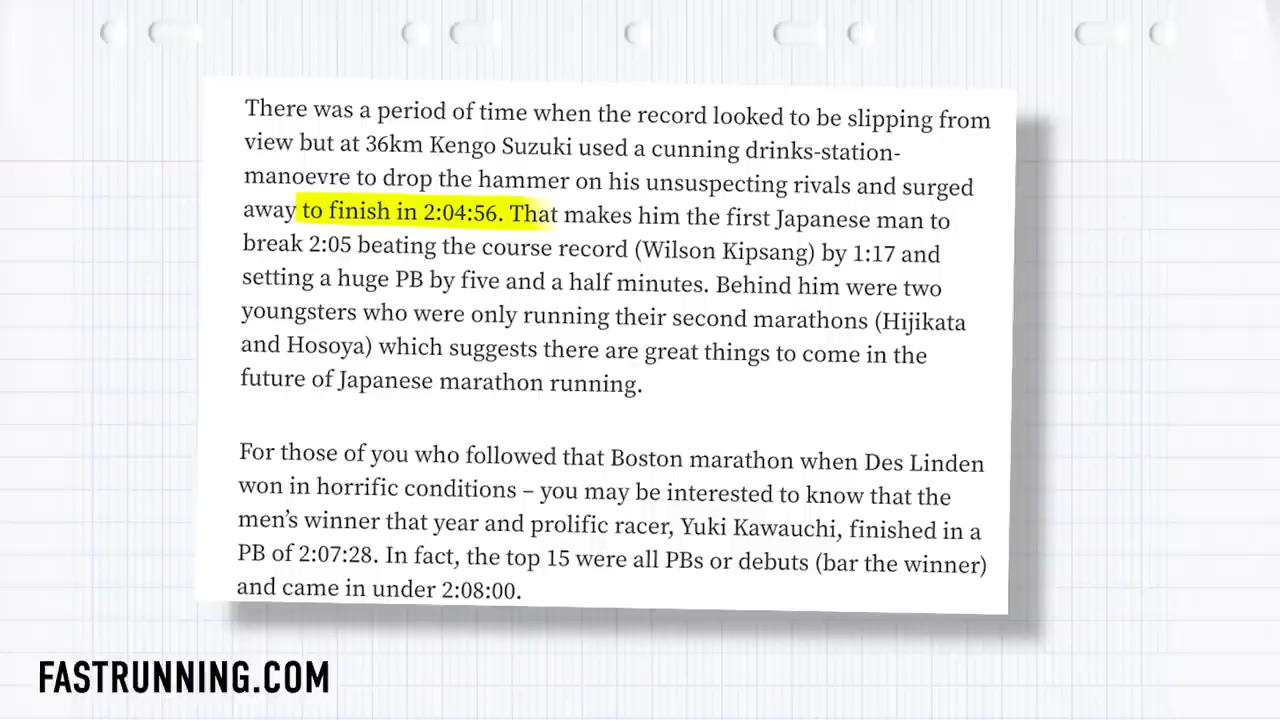 There was a period of time when the record looked to be slipping from
view but at 36km Kengo Suzuki used a cunning drinks-station-
manoevre to drop the hammer on his unsuspecting rivals and surged
away to finish in 2:04:56. That makes him the first Japanese man to
break 2:05 beating the course record (Wilson Kipsang) by 1:17 and
setting a huge PB by five and a half minutes. Behind him were two
youngsters who were only running their second marathons (Hijikata
and Hosoya) which suggests there are great things to come in the
future of Japanese marathon running.
For those of you who followed that Boston marathon when Des Linden
won in horrific conditions – you may be interested to know that the
men’s winner that year and prolific racer, Yuki Kawauchi, finished in a
PB of 2:07:28. In fact, the top 15 were all PBs or debuts (bar the winner)
and came in under 2:08:00.
FASTRUNNING.COM